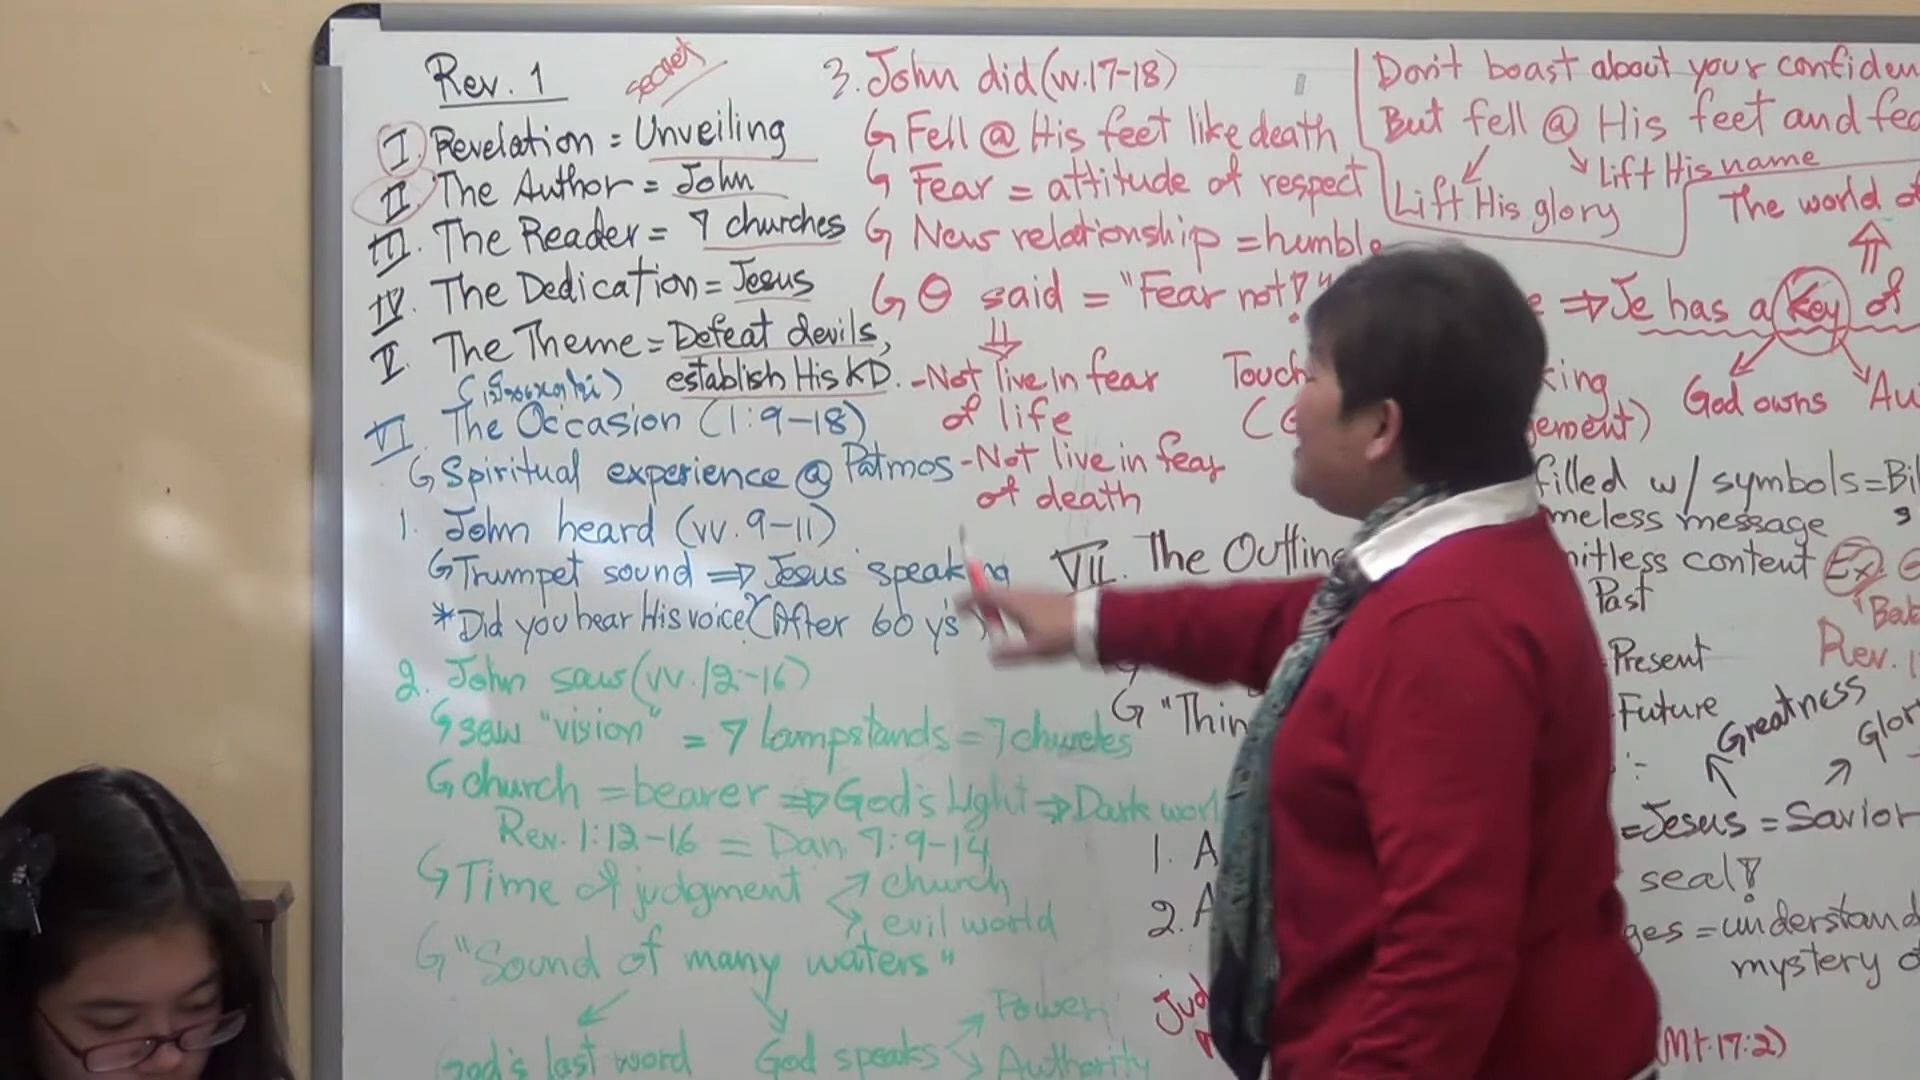 Rev. 1
secret
I. Revelation = Unveiling
II. The Author = John
III. The Reader = 7 churches
IV. The Dedication = Jesus
V. The Theme = Defeat devils,
establish His KD.
VI. The Occasion (1:9-18)
G Spiritual experience @ Patmos
1. John heard (vv. 9-11)
G Trumpet sound ⇒ Jesus speaking
*Did you hear His voice? (After 60 y's)
2. John saw (vv. 12-16)
G saw "vision" = 7 Lampstands = 7 churches
G church = bearer ⇒ God's Light ⇒ Dark worl
Rev. 1:12-16 = Dan. 7:9-14
G Time of judgment ↗ church
↘ evil world
G "Sound of many waters"
God's last word
God speaks ↗ Power
↘ Authority
3. John did (vv. 17-18)
G Fell @ His feet like death
G Fear = attitude of respect
G New relationship = humble
G Θ said = "Fear not!"
-Not live in fear
of life
-Not live in fear
of death
Don't boast about your confiden
But fell @ His feet and fea
Lift His glory
Lift His name
The world of
e ⇒ Je has a Key of
God owns
Au
Touch
king
gement)
VII. The Outlin
filled w/ symbols = Bi
meless message
mitless content Ex.
Past
Rev. 1
Present
G "Thin
Future
Greatness
Glor
= Jesus = Savior
1. A
seal!
2. A
ges = understand
mystery o
Jud
(Mt. 17:2)